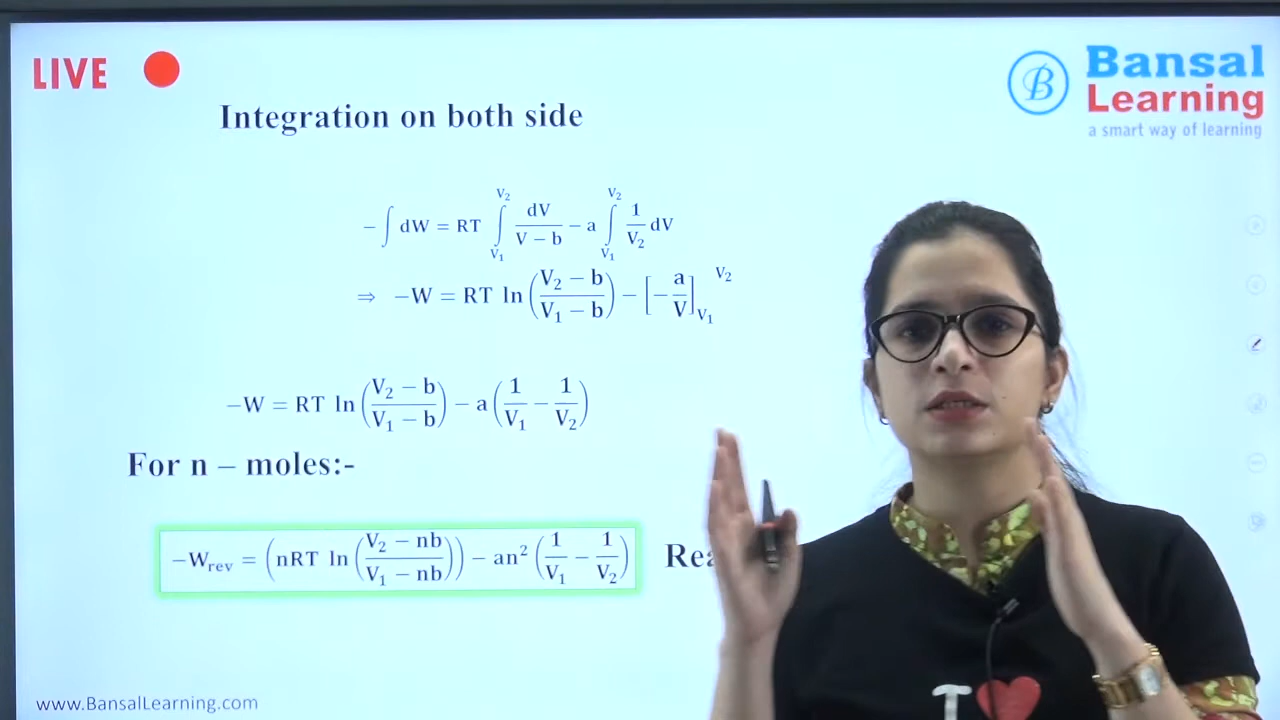 LIVE
Bansal
Learning
a smart way of learning
Integration on both side
−∫ dW = RT ∫_{V₁}^{V₂} dV/(V − b) − a ∫_{V₁}^{V₂} 1/V₂ dV
⇒ −W = RT ln((V₂ − b)/(V₁ − b)) − [−a/V]_{V₁}^{V₂}
−W = RT ln((V₂ − b)/(V₁ − b)) − a(1/V₁ − 1/V₂)
For n – moles:-
−W_rev = (nRT ln((V₂ − nb)/(V₁ − nb))) − an²(1/V₁ − 1/V₂)
www.BansalLearning.com
I